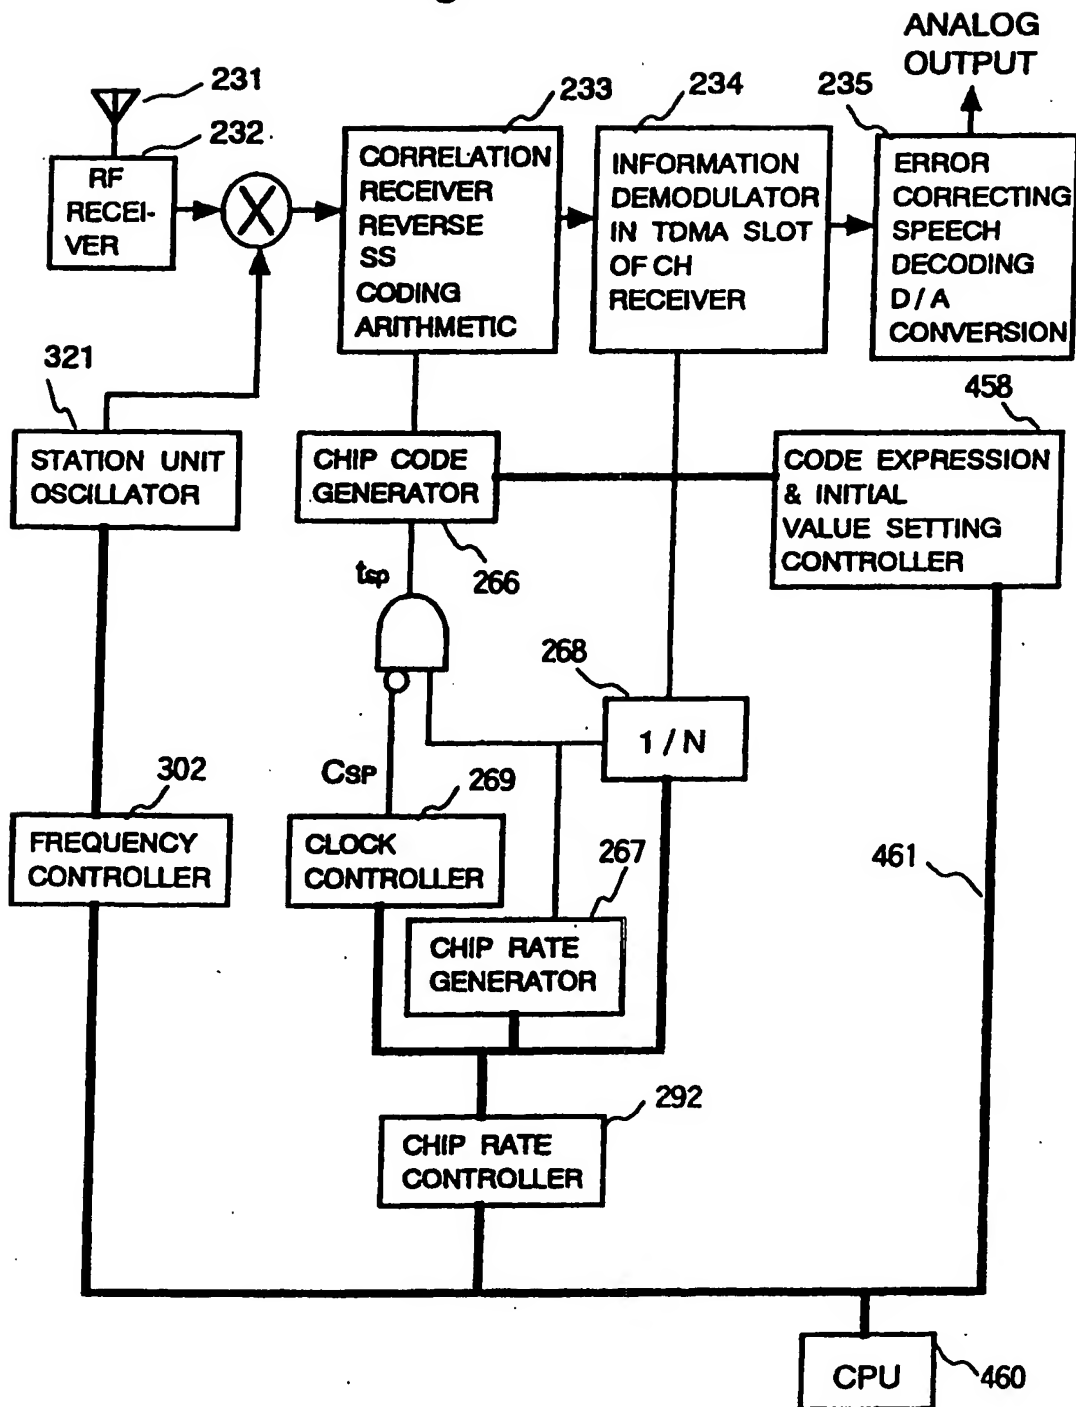 ANALOG
OUTPUT
231
232
233
234
235
RF
RECEI-
VER
X
CORRELATION
RECEIVER
REVERSE
SS
CODING
ARITHMETIC
INFORMATION
DEMODULATOR
IN TDMA SLOT
OF CH
RECEIVER
ERROR
CORRECTING
SPEECH
DECODING
D/A
CONVERSION
321
458
STATION UNIT
OSCILLATOR
CHIP CODE
GENERATOR
CODE EXPRESSION
& INITIAL
VALUE SETTING
CONTROLLER
tsp
266
268
1/N
CSP
302
269
FREQUENCY
CONTROLLER
CLOCK
CONTROLLER
267
461
CHIP RATE
GENERATOR
292
CHIP RATE
CONTROLLER
CPU
460